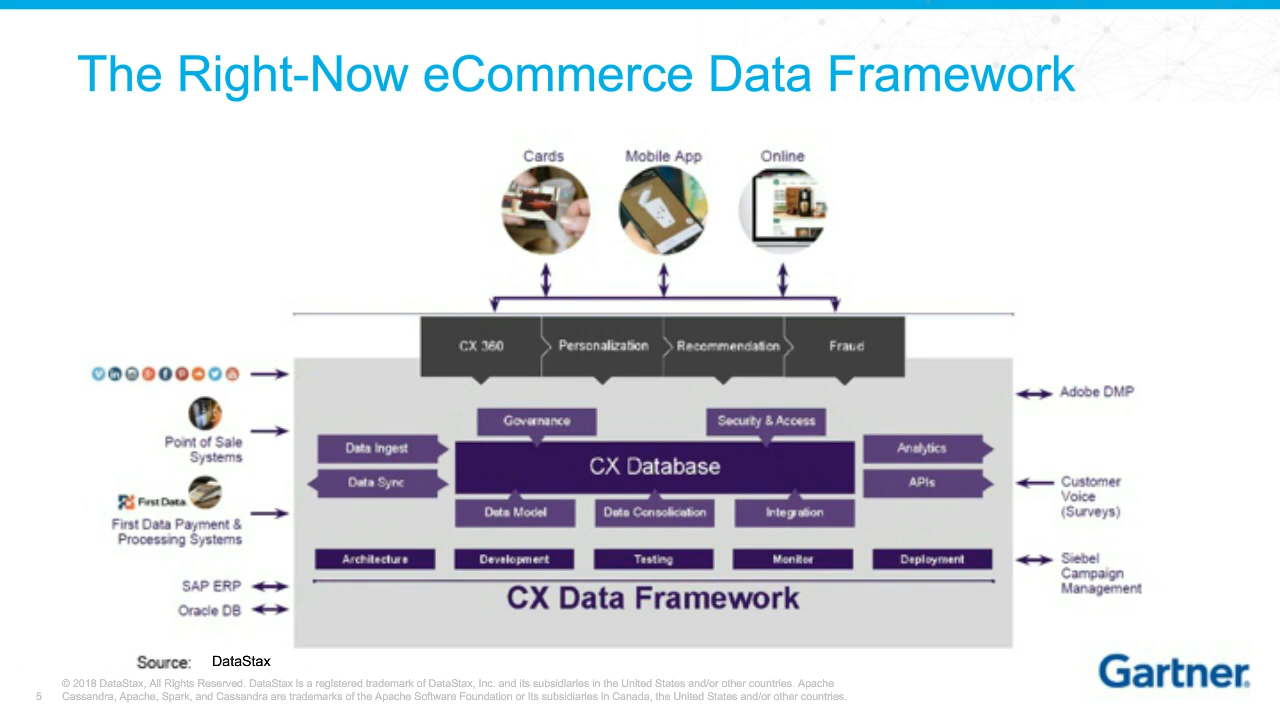 The Right-Now eCommerce Data Framework
Cards
Mobile App
Online
CX 360
Personalization
Recommendation
Fraud
Adobe DMP
Governance
Security & Access
Point of Sale
Systems
Data Ingest
CX Database
Analytics
Data Sync
APIs
Customer
Voice
(Surveys)
First Data
First Data Payment &
Processing Systems
Data Model
Data Consolidation
Integration
Architecture
Development
Testing
Monitor
Deployment
Siebel
Campaign
Management
SAP ERP
Oracle DB
CX Data Framework
Source: DataStax
© 2018 DataStax, All Rights Reserved. DataStax is a registered trademark of DataStax, Inc. and its subsidiaries in the United States and/or other countries. Apache
5 Cassandra, Apache, Spark, and Cassandra are trademarks of the Apache Software Foundation or its subsidiaries in Canada, the United States and/or other countries.
Gartner